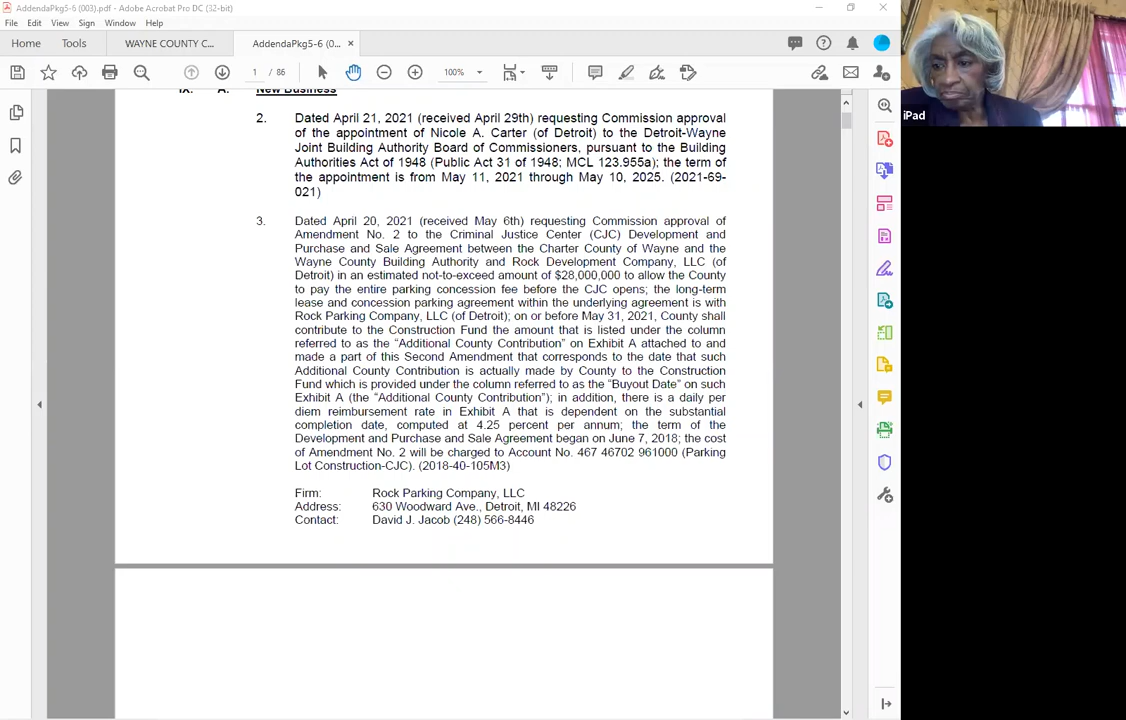 AddendaPkg5-6 (003).pdf - Adobe Acrobat Pro DC (32-bit)
File Edit View Sign Window Help
Home Tools WAYNE COUNTY C... AddendaPkg5-6 (0... ×
1 / 86 100%
IX. A. New Business
2. Dated April 21, 2021 (received April 29th) requesting Commission approval
of the appointment of Nicole A. Carter (of Detroit) to the Detroit-Wayne
Joint Building Authority Board of Commissioners, pursuant to the Building
Authorities Act of 1948 (Public Act 31 of 1948; MCL 123.955a); the term of
the appointment is from May 11, 2021 through May 10, 2025. (2021-69-
021)
3. Dated April 20, 2021 (received May 6th) requesting Commission approval of
Amendment No. 2 to the Criminal Justice Center (CJC) Development and
Purchase and Sale Agreement between the Charter County of Wayne and the
Wayne County Building Authority and Rock Development Company, LLC (of
Detroit) in an estimated not-to-exceed amount of $28,000,000 to allow the County
to pay the entire parking concession fee before the CJC opens; the long-term
lease and concession parking agreement within the underlying agreement is with
Rock Parking Company, LLC (of Detroit); on or before May 31, 2021, County shall
contribute to the Construction Fund the amount that is listed under the column
referred to as the “Additional County Contribution” on Exhibit A attached to and
made a part of this Second Amendment that corresponds to the date that such
Additional County Contribution is actually made by County to the Construction
Fund which is provided under the column referred to as the “Buyout Date” on such
Exhibit A (the “Additional County Contribution”); in addition, there is a daily per
diem reimbursement rate in Exhibit A that is dependent on the substantial
completion date, computed at 4.25 percent per annum; the term of the
Development and Purchase and Sale Agreement began on June 7, 2018; the cost
of Amendment No. 2 will be charged to Account No. 467 46702 961000 (Parking
Lot Construction-CJC). (2018-40-105M3)
Firm: Rock Parking Company, LLC
Address: 630 Woodward Ave., Detroit, MI 48226
Contact: David J. Jacob (248) 566-8446
iPad